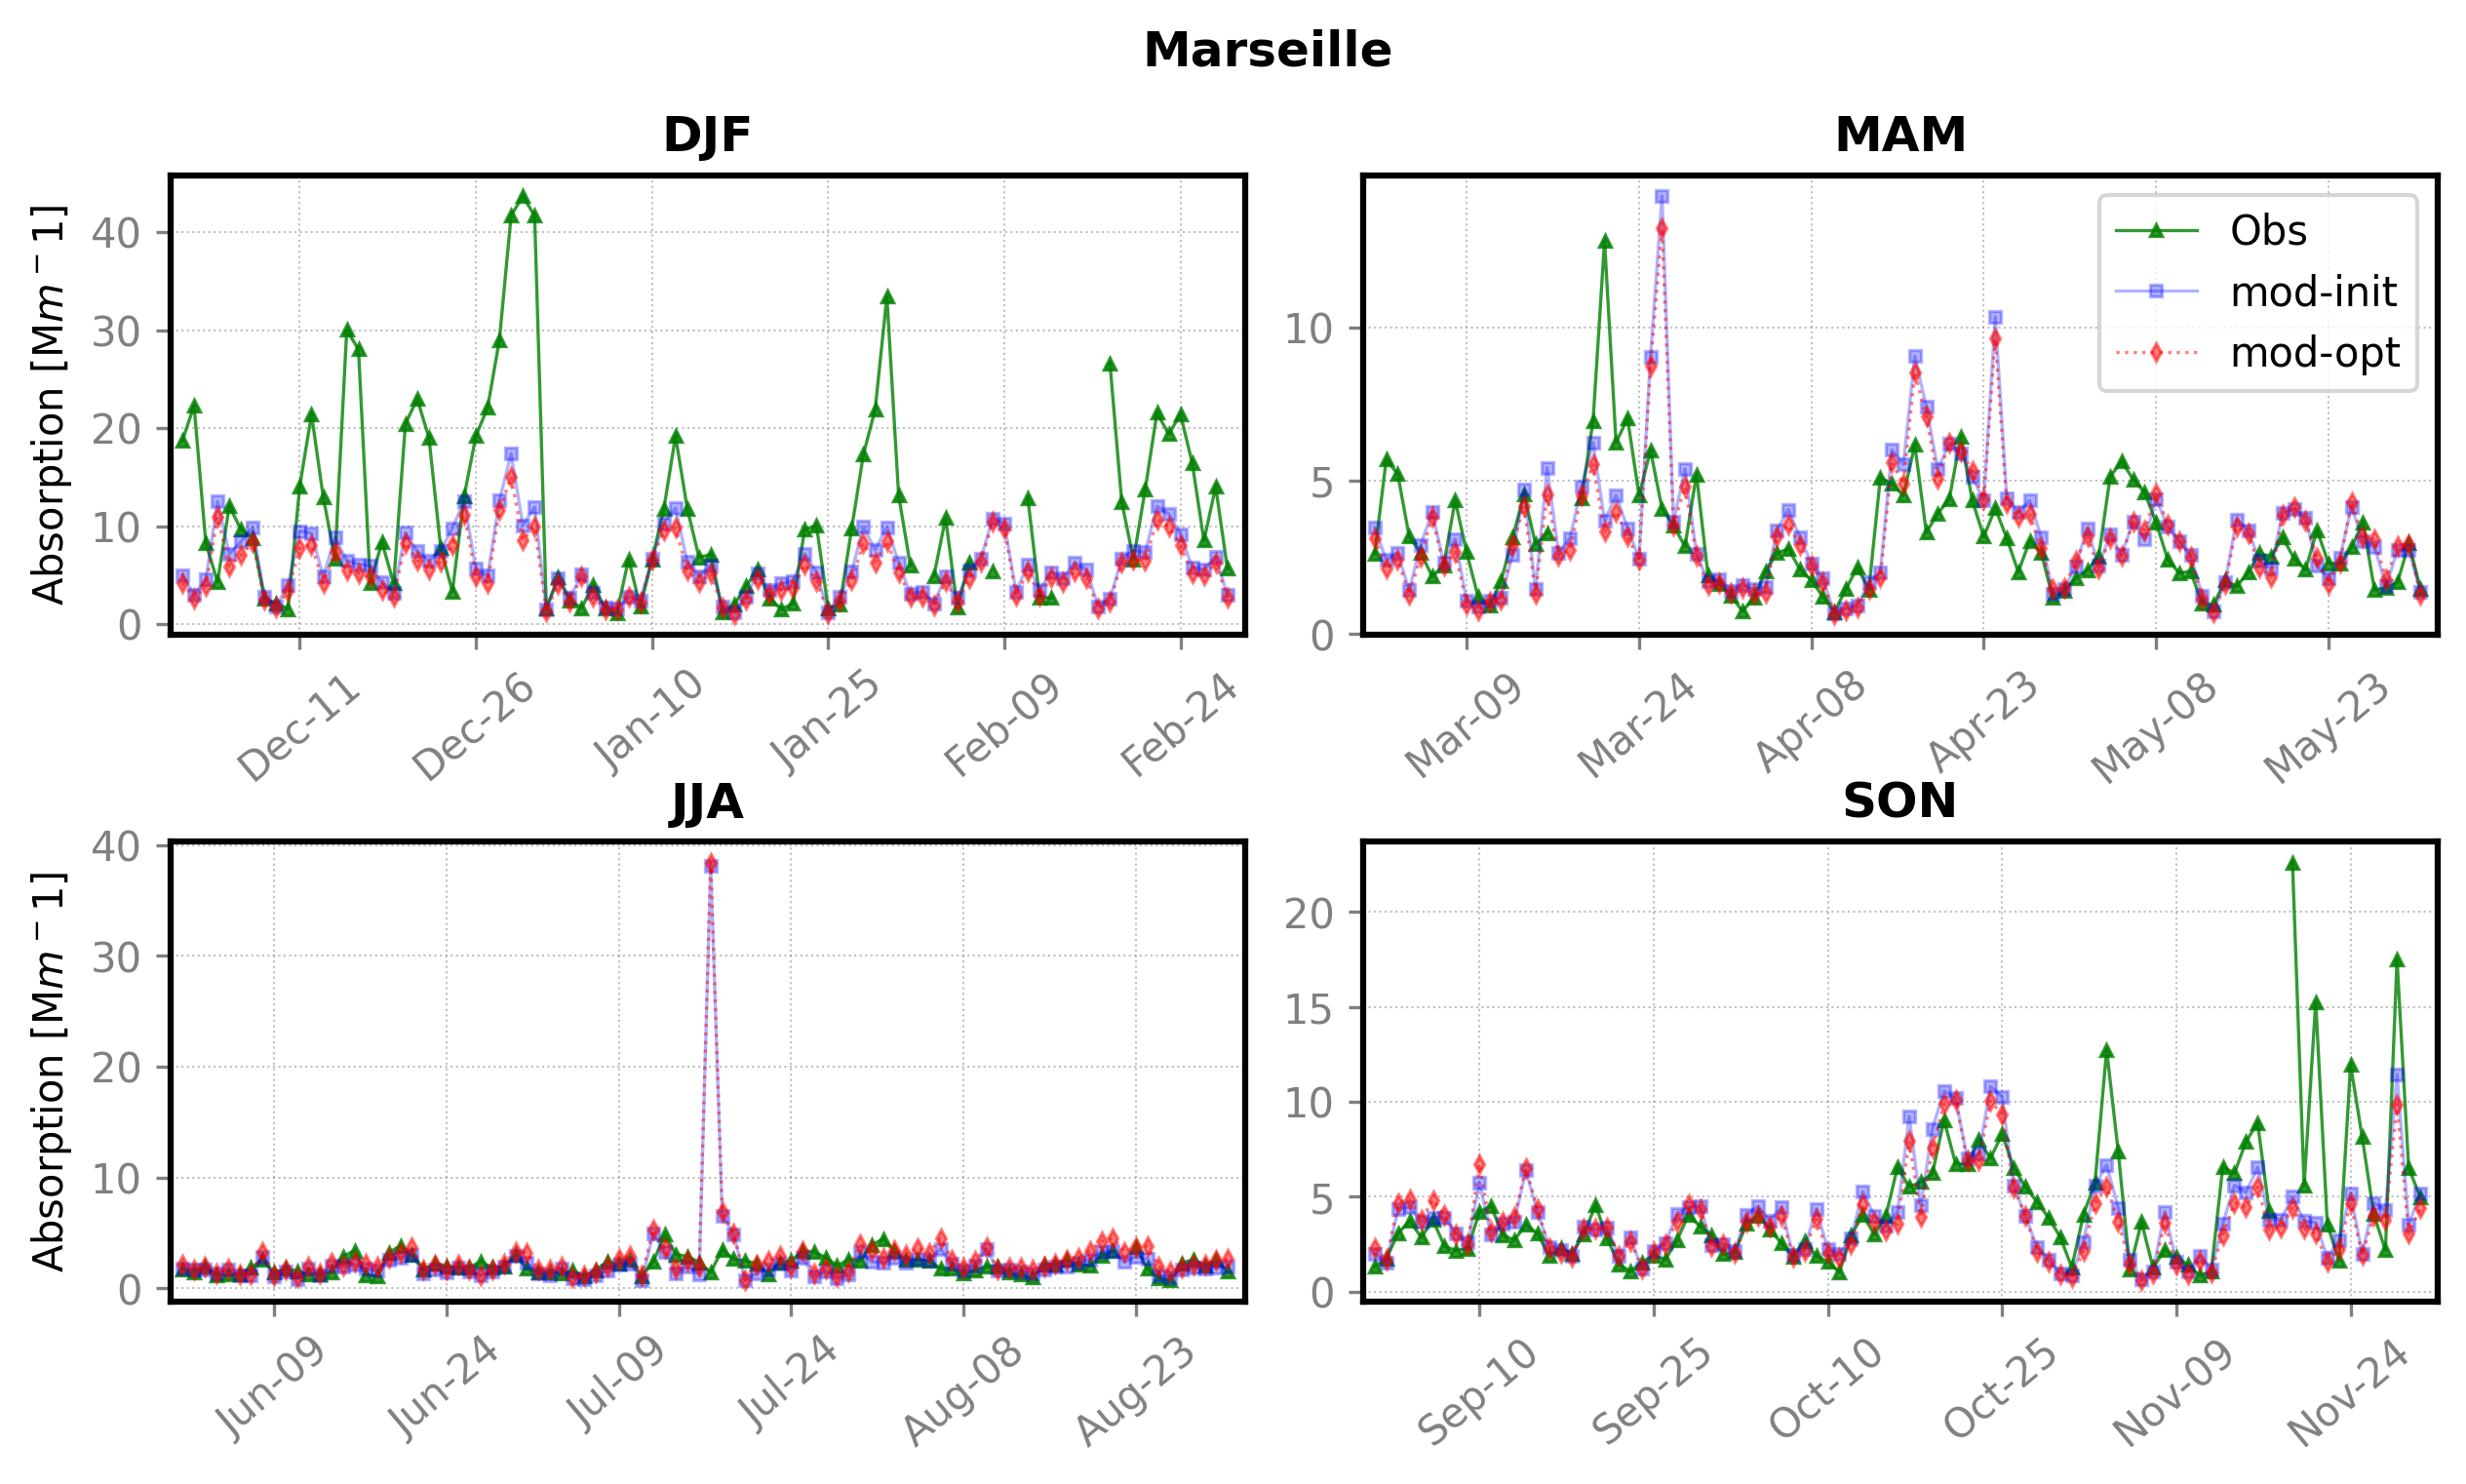 Marseille
DJF
MAM
Absorption [Mm − 1]
40
30
20
10
0
Dec-11
Dec-26
Jan-10
Jan-25
Feb-09
Feb-24
10
5
0
Obs
mod-init
mod-opt
Mar-09
Mar-24
Apr-08
Apr-23
May-08
May-23
JJA
SON
Absorption [Mm − 1]
40
30
20
10
0
Jun-09
Jun-24
Jul-09
Jul-24
Aug-08
Aug-23
20
15
10
5
0
Sep-10
Sep-25
Oct-10
Oct-25
Nov-09
Nov-24